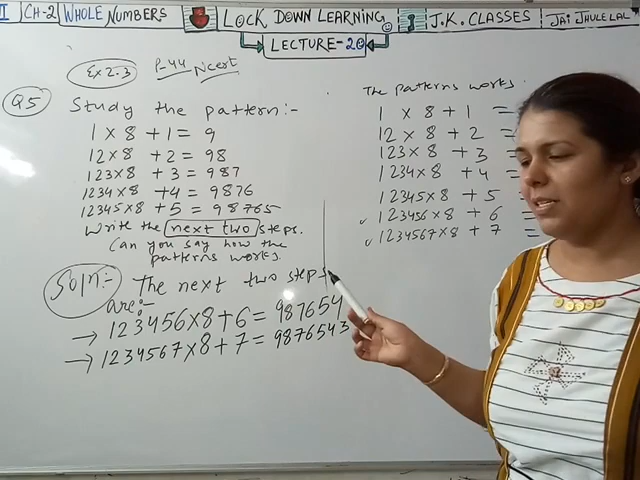 I CH-2 WHOLE NUMBERS LOCK DOWN LEARNING J.K. CLASSES JAI JHULELAL
LECTURE-20
EX 2.3 P-44 NCERT
Q5 Study the pattern:-
1 x 8 + 1 = 9
12 x 8 + 2 = 98
123 x 8 + 3 = 987
1234 x 8 + 4 = 9876
12345 x 8 + 5 = 98765
Write the next two steps.
Can you say how the
patterns works.
Soln:- The next two step
are:-
→ 123456 x 8 + 6 = 987654
→ 1234567 x 8 + 7 = 9876543
The patterns works.
1 x 8 + 1 =
12 x 8 + 2 =
123 x 8 + 3
1234 x 8 + 4 =
12345 x 8 + 5
✓ 123456 x 8 + 6 =
✓ 1234567 x 8 + 7 =